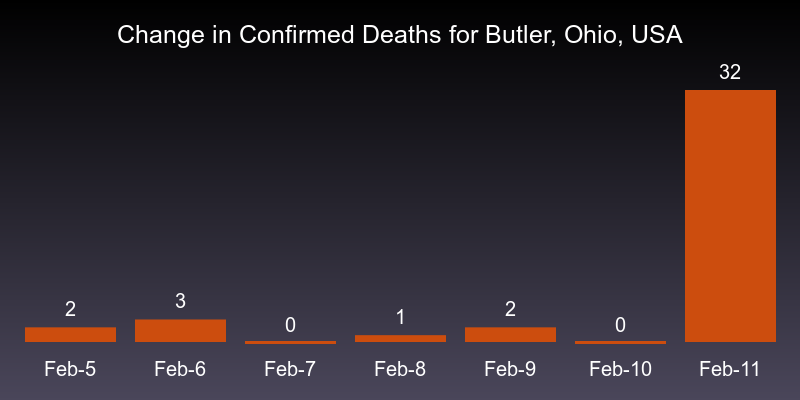 Change in Confirmed Deaths for Butler, Ohio, USA
32
2
3
0
1
2
0
Feb-5
Feb-6
Feb-7
Feb-8
Feb-9
Feb-10
Feb-11